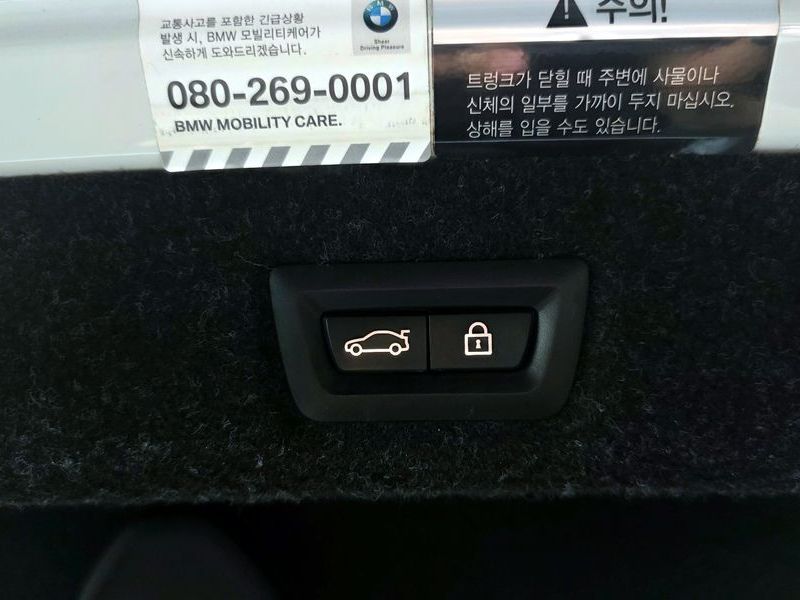 교통사고를 포함한 긴급상황
발생 시, BMW 모빌리티케어가
신속하게 도와드리겠습니다.
BMW
Sheer
Driving Pleasure
080-269-0001
BMW MOBILITY CARE.
주의!
트렁크가 닫힐 때 주변에 사물이나
신체의 일부를 가까이 두지 마십시오.
상해를 입을 수도 있습니다.